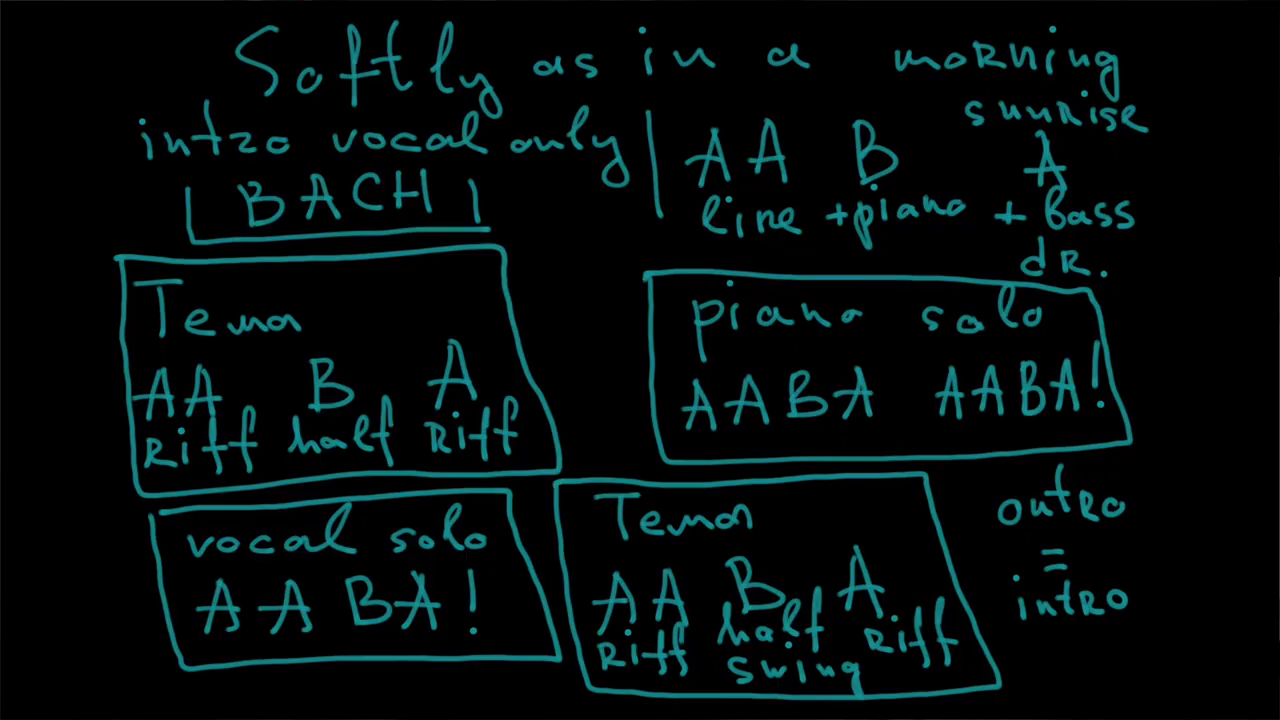 Softly as in a morning
sunrise
intro vocal only
BACH
AA B A
line +piano + Bass
dR.
Tema
AA B A
Riff half Riff
piano solo
AABA AABA!
vocal solo
AABA!
Tema
AA B A
Riff half Riff
swing
outro
=
intro